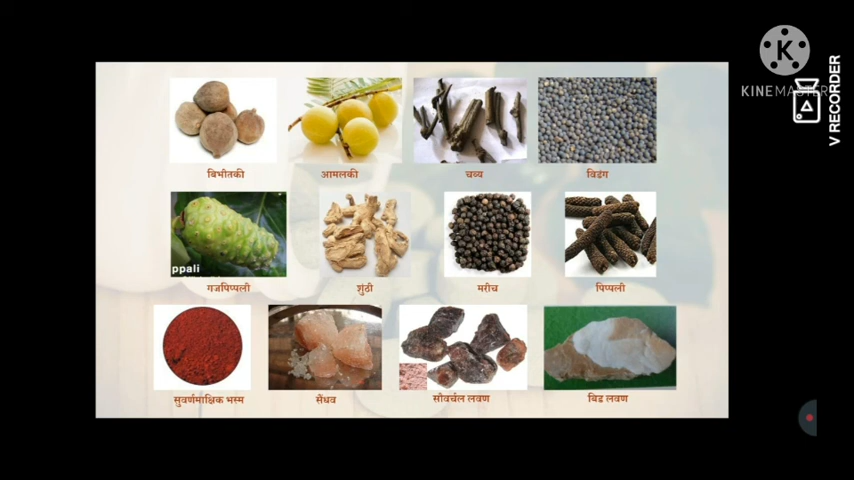 KINEMASTER
V RECORDER
बिभीतकी
आमलकी
चव्य
विडंग
ppali
गजपिप्पली
शुंठी
मरीच
पिप्पली
सुवर्णमाक्षिक भस्म
सैंधव
सौवर्चल लवण
बिड लवण